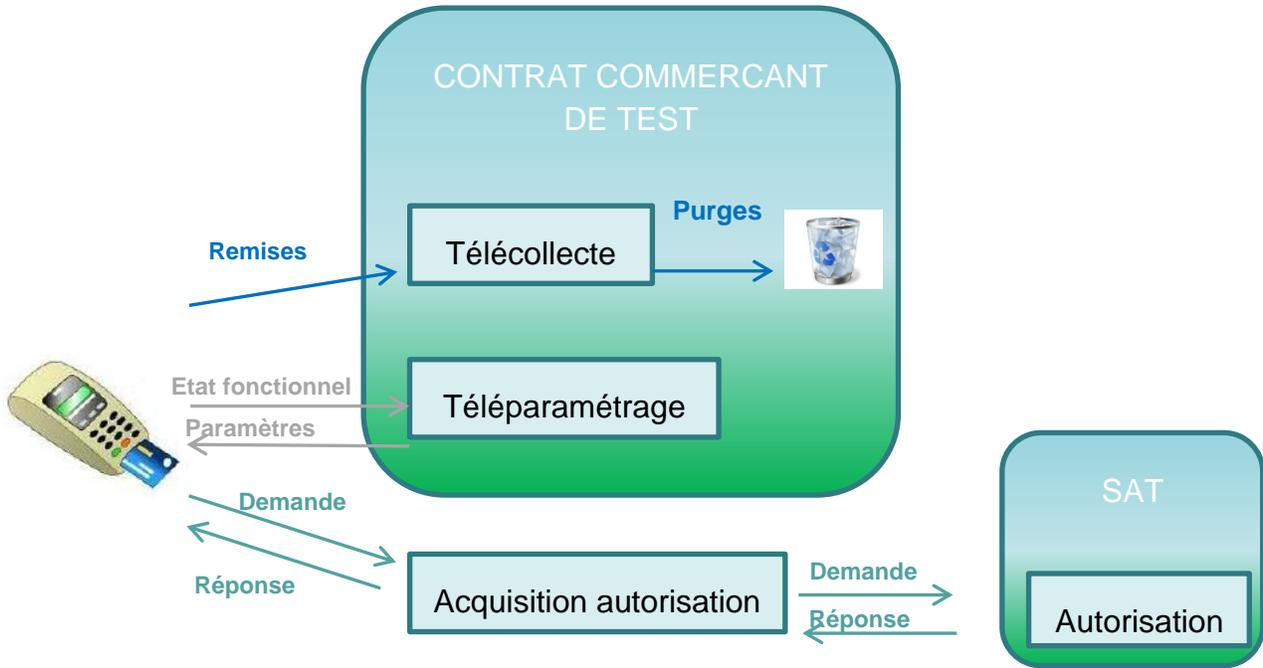 CONTRAT COMMERCANT
DE TEST
Purges
Télécollecte
Remises
Etat fonctionnel
Téléparamétrage
Paramètres
SAT
Demande
Demande
Réponse
Acquisition autorisation
Réponse
Autorisation